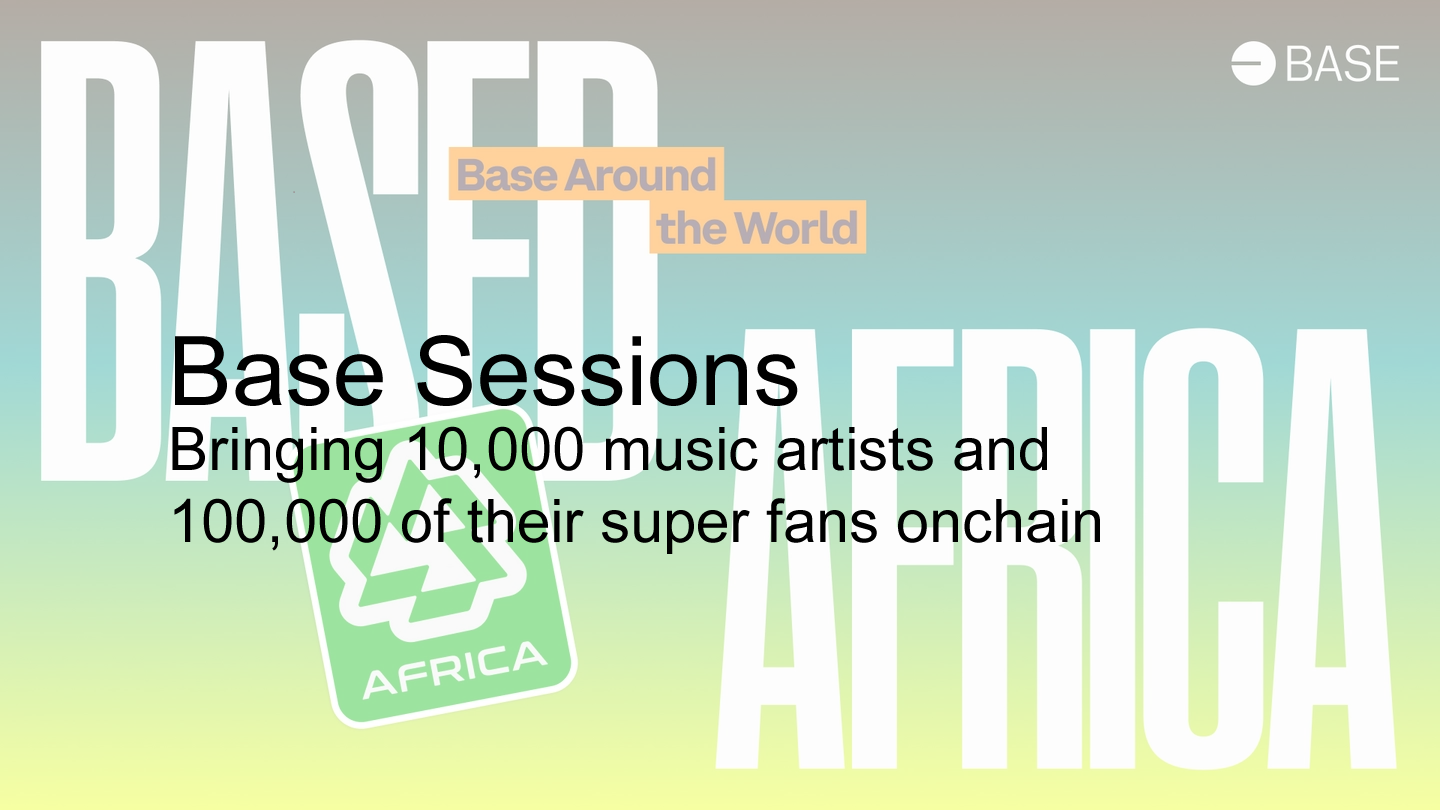 BASED
BASE
Base Around
the World
Base Sessions
Bringing 10,000 music artists and
100,000 of their super fans onchain
AFRICA
AFRICA